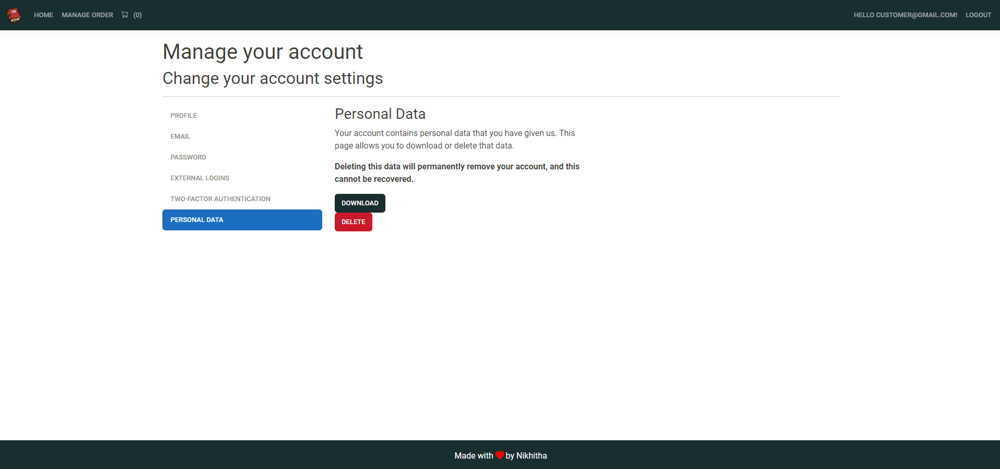 HOME MANAGE ORDER (0) HELLO CUSTOMER@GMAIL.COM! LOGOUT
Manage your account
Change your account settings
PROFILE
EMAIL
PASSWORD
EXTERNAL LOGINS
TWO-FACTOR AUTHENTICATION
PERSONAL DATA
Personal Data
Your account contains personal data that you have given us. This
page allows you to download or delete that data.
Deleting this data will permanently remove your account, and this
cannot be recovered.
DOWNLOAD
DELETE
Made with ❤ by Nikhitha